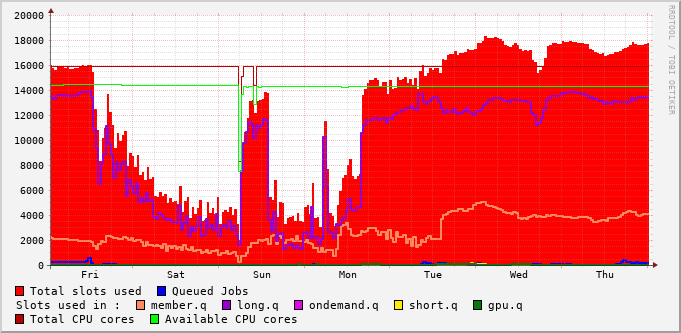 20000
18000
16000
14000
12000
10000
8000
6000
4000
2000
0
Fri Sat Sun Mon Tue Wed Thu
RRDTOOL / TOBI OETIKER
Total slots used Queued Jobs
Slots used in : member.q long.q ondemand.q short.q gpu.q
Total CPU cores Available CPU cores